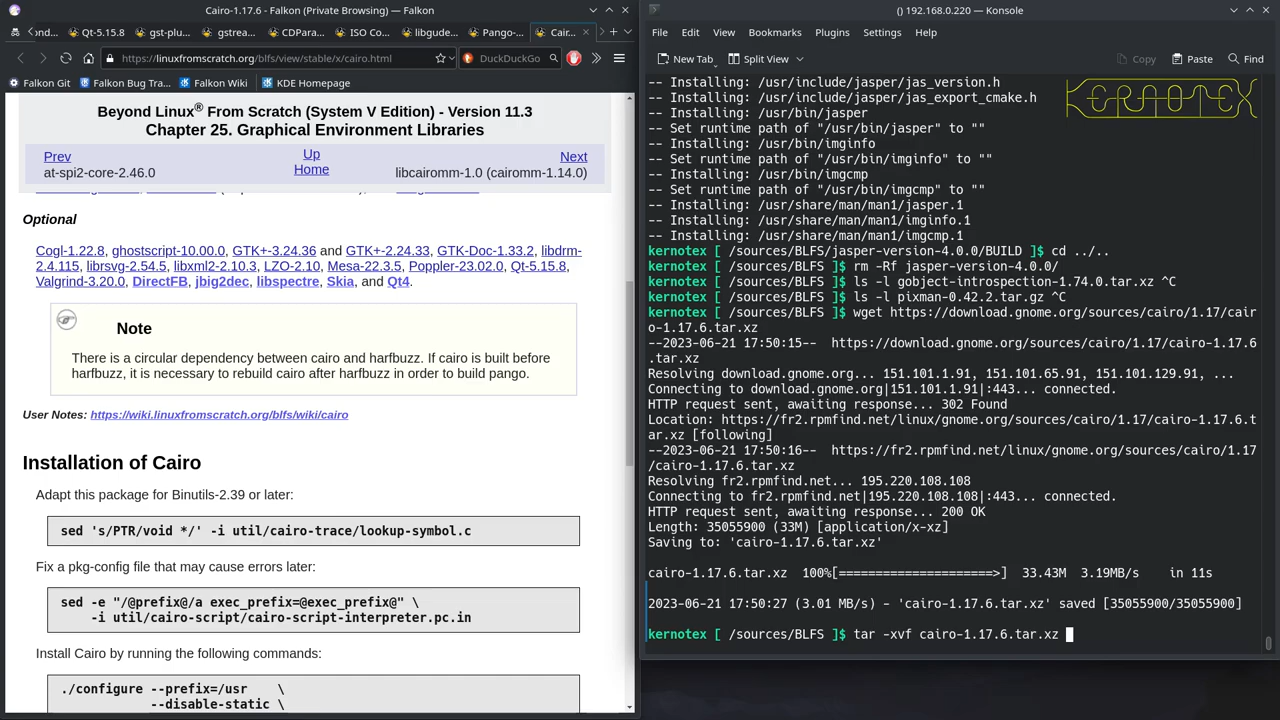 Cairo-1.17.6 - Falkon (Private Browsing) — Falkon
ond... Qt-5.15.8 gst-plu... gstrea... CDPara... ISO Co... libgude... Pango-... Cair...
https://linuxfromscratch.org/blfs/view/stable/x/cairo.html
DuckDuckGo
Falkon Git Falkon Bug Tra... Falkon Wiki KDE Homepage
Beyond Linux® From Scratch (System V Edition) - Version 11.3
Chapter 25. Graphical Environment Libraries
Prev Up Next
at-spi2-core-2.46.0 Home libcairomm-1.0 (cairomm-1.14.0)
Optional
Cogl-1.22.8, ghostscript-10.00.0, GTK+-3.24.36 and GTK+-2.24.33, GTK-Doc-1.33.2, libdrm-
2.4.115, librsvg-2.54.5, libxml2-2.10.3, LZO-2.10, Mesa-22.3.5, Poppler-23.02.0, Qt-5.15.8,
Valgrind-3.20.0, DirectFB, jbig2dec, libspectre, Skia, and Qt4.
Note
There is a circular dependency between cairo and harfbuzz. If cairo is built before
harfbuzz, it is necessary to rebuild cairo after harfbuzz in order to build pango.
User Notes: https://wiki.linuxfromscratch.org/blfs/wiki/cairo
Installation of Cairo
Adapt this package for Binutils-2.39 or later:
sed 's/PTR/void */' -i util/cairo-trace/lookup-symbol.c
Fix a pkg-config file that may cause errors later:
sed -e "/@prefix@/a exec_prefix=@exec_prefix@" \
-i util/cairo-script/cairo-script-interpreter.pc.in
Install Cairo by running the following commands:
./configure --prefix=/usr \
--disable-static \
() 192.168.0.220 — Konsole
File Edit View Bookmarks Plugins Settings Help
New Tab Split View Copy Paste Find
KERNOTEX
-- Installing: /usr/include/jasper/jas_version.h
-- Installing: /usr/include/jasper/jas_export_cmake.h
-- Installing: /usr/bin/jasper
-- Set runtime path of "/usr/bin/jasper" to ""
-- Installing: /usr/bin/imginfo
-- Set runtime path of "/usr/bin/imginfo" to ""
-- Installing: /usr/bin/imgcmp
-- Set runtime path of "/usr/bin/imgcmp" to ""
-- Installing: /usr/share/man/man1/jasper.1
-- Installing: /usr/share/man/man1/imginfo.1
-- Installing: /usr/share/man/man1/imgcmp.1
kernotex [ /sources/BLFS/jasper-version-4.0.0/BUILD ]$ cd ../..
kernotex [ /sources/BLFS ]$ rm -Rf jasper-version-4.0.0/
kernotex [ /sources/BLFS ]$ ls -l gobject-introspection-1.74.0.tar.xz ^C
kernotex [ /sources/BLFS ]$ ls -l pixman-0.42.2.tar.gz ^C
kernotex [ /sources/BLFS ]$ wget https://download.gnome.org/sources/cairo/1.17/cair
o-1.17.6.tar.xz
--2023-06-21 17:50:15-- https://download.gnome.org/sources/cairo/1.17/cairo-1.17.6
.tar.xz
Resolving download.gnome.org... 151.101.1.91, 151.101.65.91, 151.101.129.91, ...
Connecting to download.gnome.org|151.101.1.91|:443... connected.
HTTP request sent, awaiting response... 302 Found
Location: https://fr2.rpmfind.net/linux/gnome.org/sources/cairo/1.17/cairo-1.17.6.t
ar.xz [following]
--2023-06-21 17:50:16-- https://fr2.rpmfind.net/linux/gnome.org/sources/cairo/1.17
/cairo-1.17.6.tar.xz
Resolving fr2.rpmfind.net... 195.220.108.108
Connecting to fr2.rpmfind.net|195.220.108.108|:443... connected.
HTTP request sent, awaiting response... 200 OK
Length: 35055900 (33M) [application/x-xz]
Saving to: 'cairo-1.17.6.tar.xz'
cairo-1.17.6.tar.xz 100%[=====================>] 33.43M 3.19MB/s in 11s
2023-06-21 17:50:27 (3.01 MB/s) - 'cairo-1.17.6.tar.xz' saved [35055900/35055900]
kernotex [ /sources/BLFS ]$ tar -xvf cairo-1.17.6.tar.xz